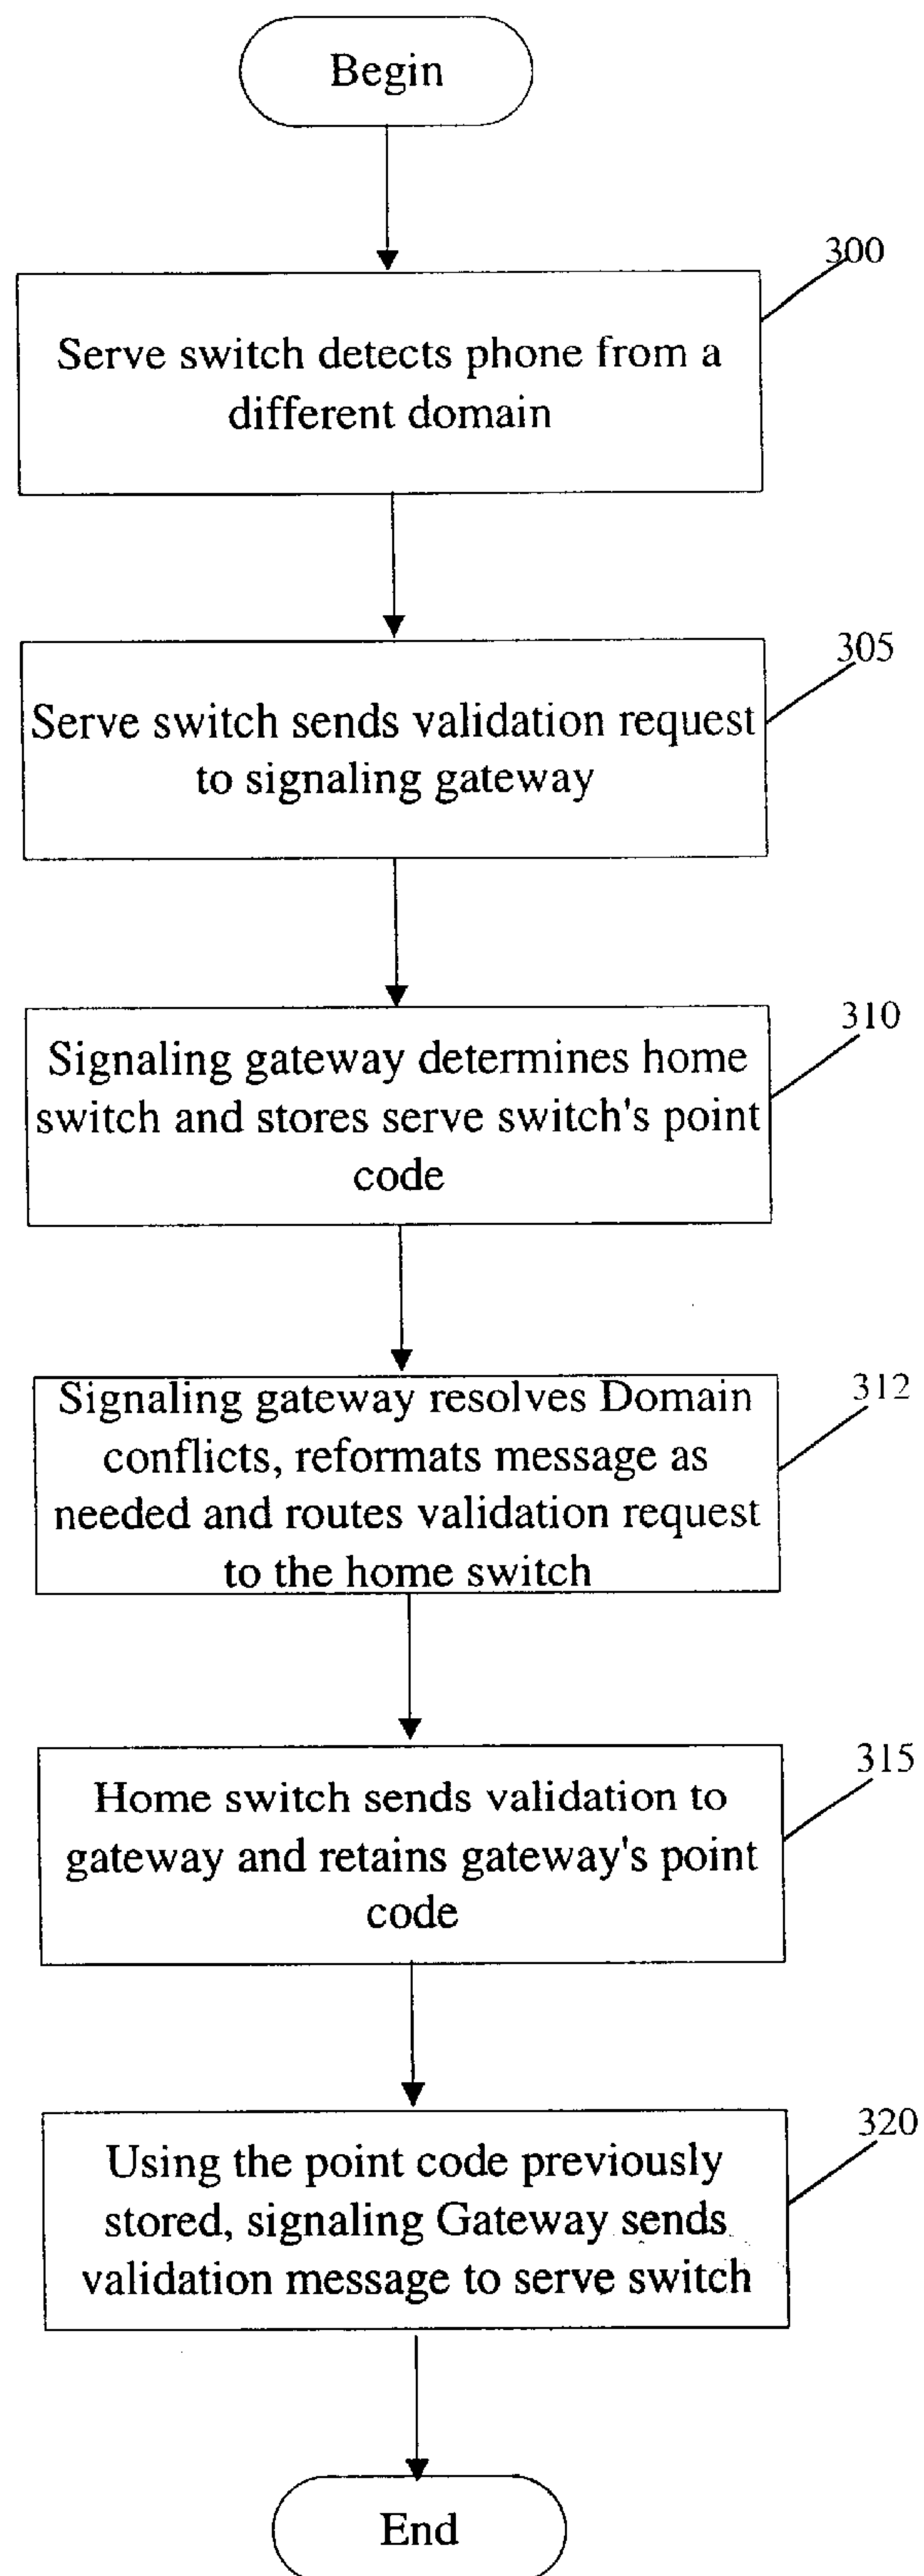 Begin
300
Serve switch detects phone from a
different domain
305
Serve switch sends validation request
to signaling gateway
310
Signaling gateway determines home
switch and stores serve switch's point
code
312
Signaling gateway resolves Domain
conflicts, reformats message as
needed and routes validation request
to the home switch
315
Home switch sends validation to
gateway and retains gateway's point
code
320
Using the point code previously
stored, signaling Gateway sends
validation message to serve switch
End